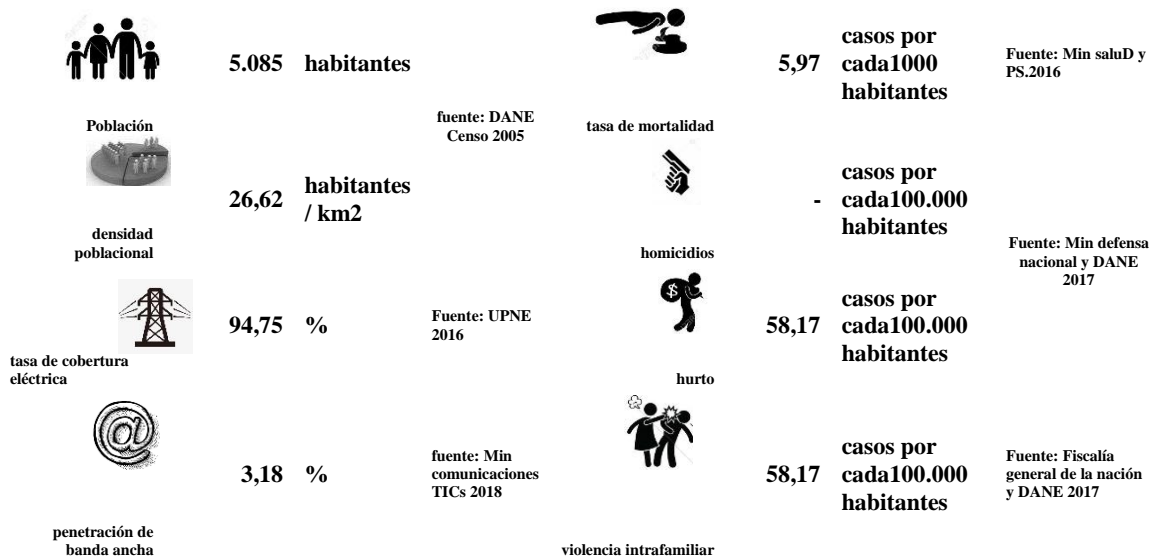 5.085 habitantes
Población
fuente: DANE
Censo 2005
26,62 habitantes
/ km2
densidad
poblacional
94,75 %
Fuente: UPNE
2016
tasa de cobertura
eléctrica
3,18 %
fuente: Min
comunicaciones
TICs 2018
penetración de
banda ancha
5,97
casos por
cada1000
habitantes
Fuente: Min saluD y
PS.2016
tasa de mortalidad
-
casos por
cada100.000
habitantes
homicidios
Fuente: Min defensa
nacional y DANE
2017
$
58,17
casos por
cada100.000
habitantes
hurto
58,17
casos por
cada100.000
habitantes
Fuente: Fiscalía
general de la nación
y DANE 2017
violencia intrafamiliar